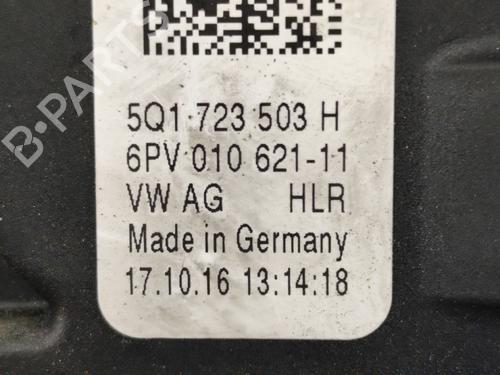 5Q1 723 503 H
6PV 010 621-11
VW AG HLR
Made in Germany
17.10.16 13:14:18